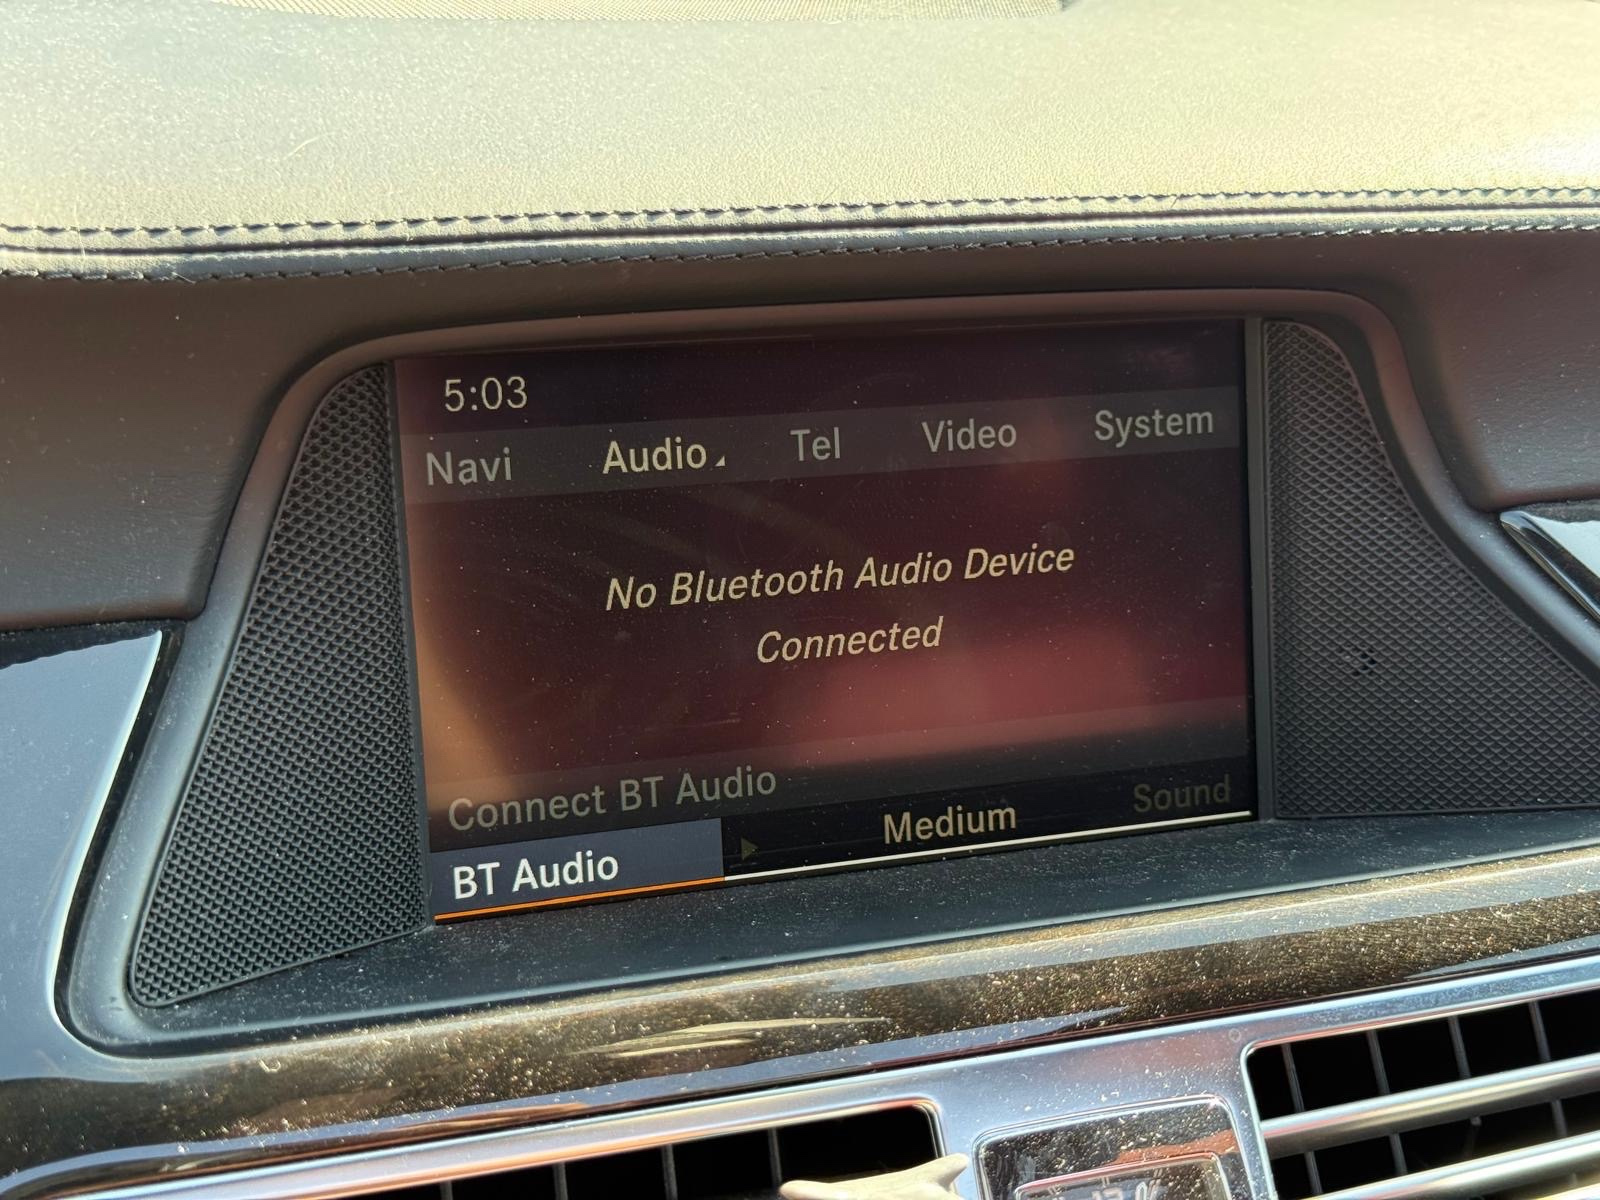 5:03
Navi Audio Tel Video System
No Bluetooth Audio Device
Connected
Connect BT Audio
BT Audio Medium Sound